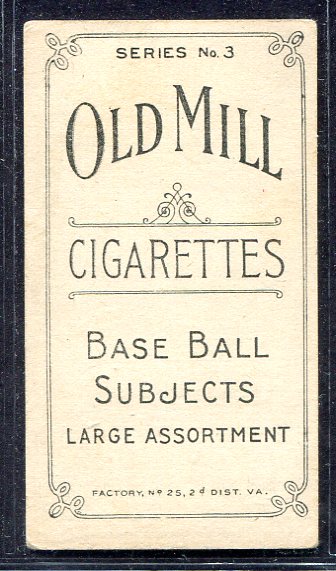 SERIES No. 3
OLD MILL
CIGARETTES
BASE BALL
SUBJECTS
LARGE ASSORTMENT
FACTORY, Nº 25, 2d DIST. VA.